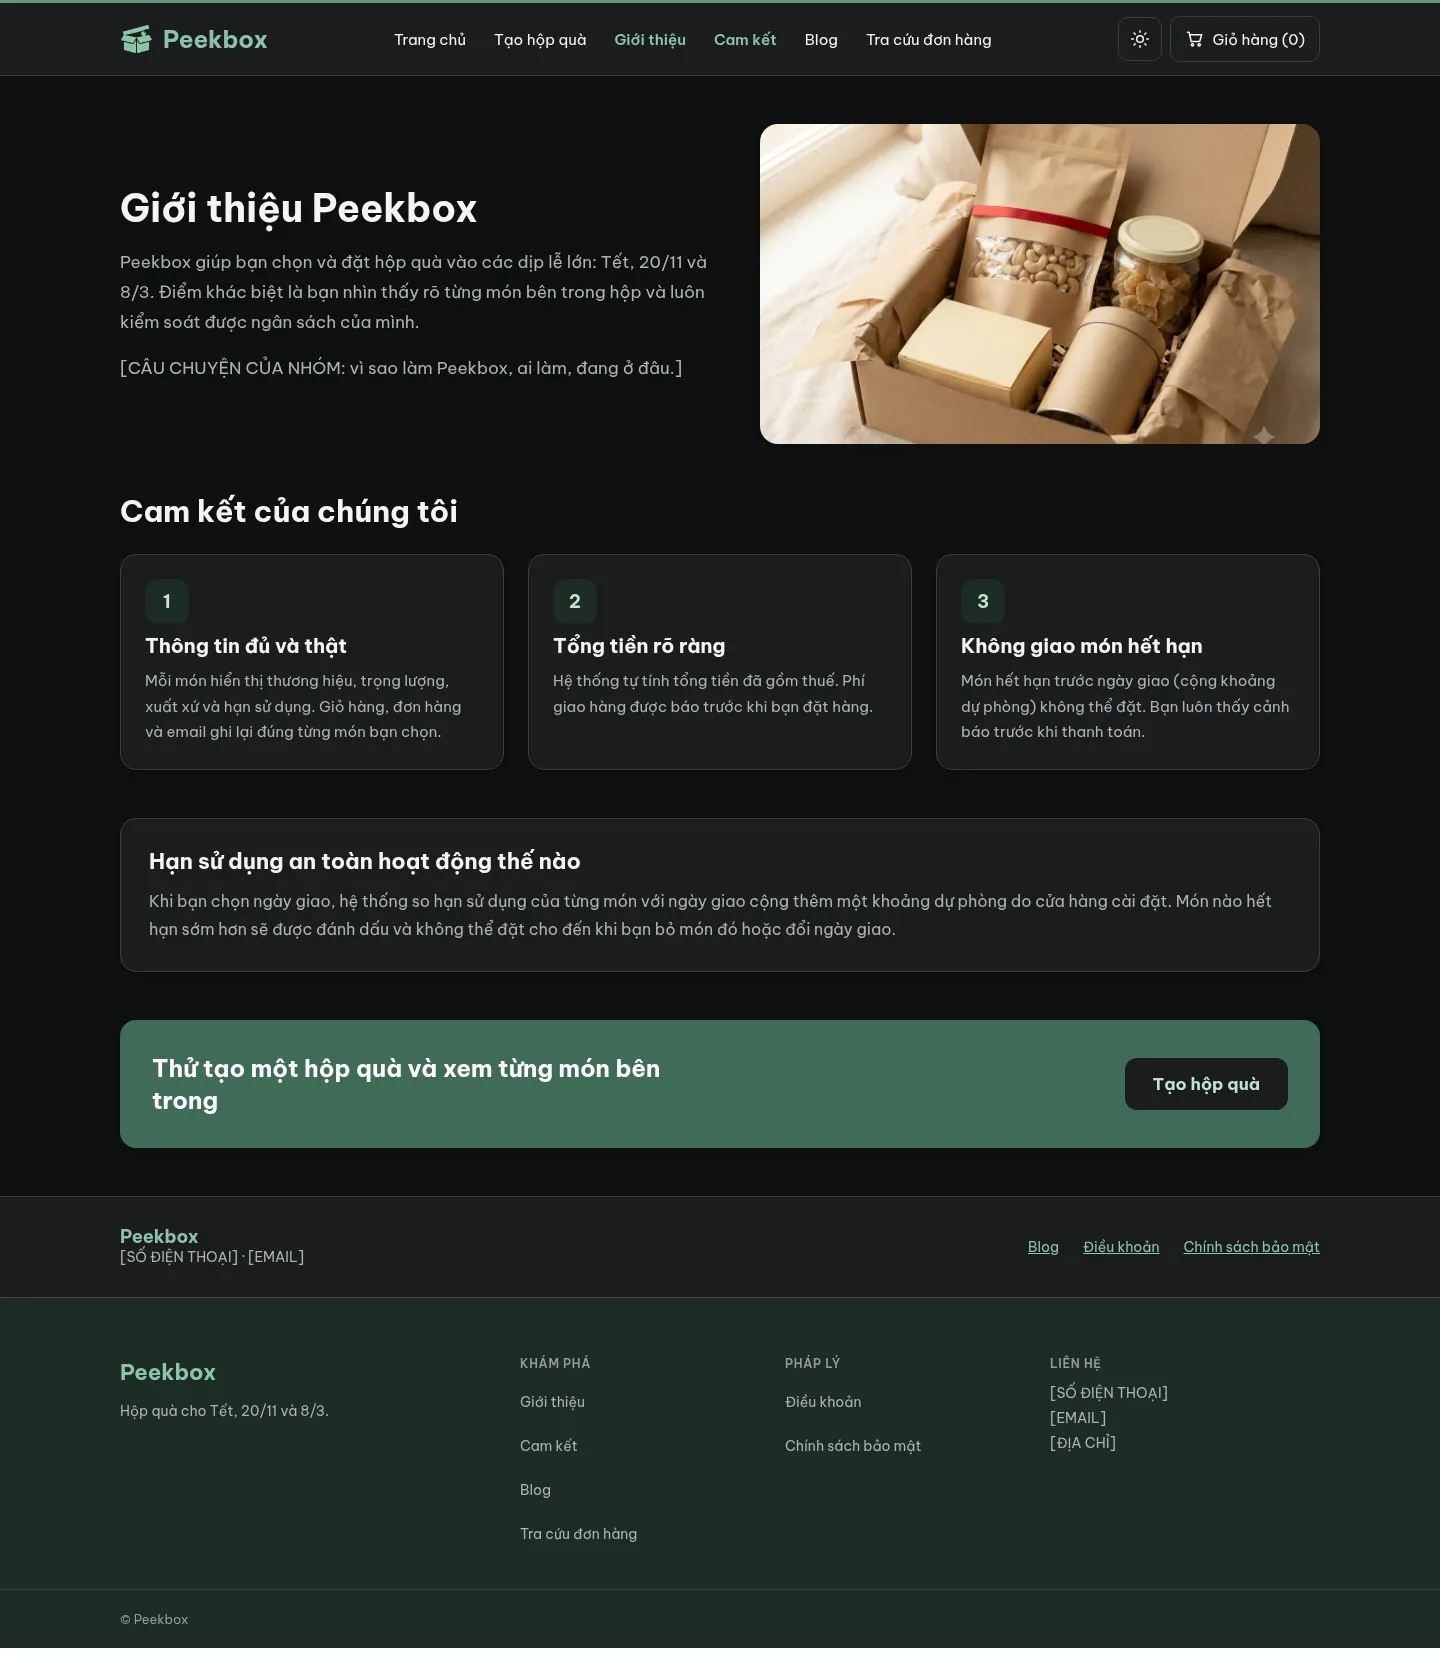 Peekbox
Trang chủ
Tạo hộp quà
Giới thiệu
Cam kết
Blog
Tra cứu đơn hàng
Giỏ hàng (0)
Giới thiệu Peekbox
Peekbox giúp bạn chọn và đặt hộp quà vào các dịp lễ lớn: Tết, 20/11 và
8/3. Điểm khác biệt là bạn nhìn thấy rõ từng món bên trong hộp và luôn
kiểm soát được ngân sách của mình.
[CÂU CHUYỆN CỦA NHÓM: vì sao làm Peekbox, ai làm, đang ở đâu.]
Cam kết của chúng tôi
1
Thông tin đủ và thật
Mỗi món hiển thị thương hiệu, trọng lượng,
xuất xứ và hạn sử dụng. Giỏ hàng, đơn hàng
và email ghi lại đúng từng món bạn chọn.
2
Tổng tiền rõ ràng
Hệ thống tự tính tổng tiền đã gồm thuế. Phí
giao hàng được báo trước khi bạn đặt hàng.
3
Không giao món hết hạn
Món hết hạn trước ngày giao (cộng khoảng
dự phòng) không thể đặt. Bạn luôn thấy cảnh
báo trước khi thanh toán.
Hạn sử dụng an toàn hoạt động thế nào
Khi bạn chọn ngày giao, hệ thống so hạn sử dụng của từng món với ngày giao cộng thêm một khoảng dự phòng do cửa hàng cài đặt. Món nào hết
hạn sớm hơn sẽ được đánh dấu và không thể đặt cho đến khi bạn bỏ món đó hoặc đổi ngày giao.
Thử tạo một hộp quà và xem từng món bên
trong
Tạo hộp quà
Peekbox
[SỐ ĐIỆN THOẠI] · [EMAIL]
Blog
Điều khoản
Chính sách bảo mật
Peekbox
Hộp quà cho Tết, 20/11 và 8/3.
KHÁM PHÁ
Giới thiệu
Cam kết
Blog
Tra cứu đơn hàng
PHÁP LÝ
Điều khoản
Chính sách bảo mật
LIÊN HỆ
[SỐ ĐIỆN THOẠI]
[EMAIL]
[ĐỊA CHỈ]
© Peekbox